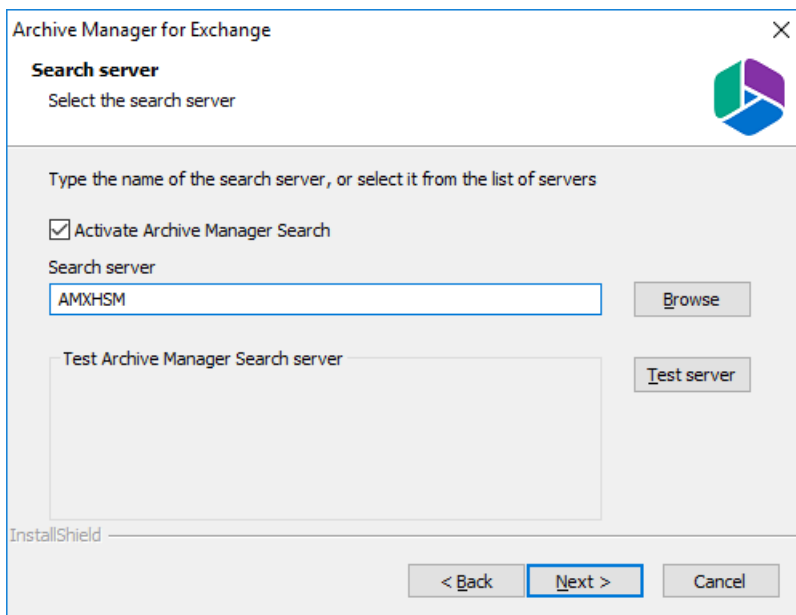 Archive Manager for Exchange
Search server
Select the search server
Type the name of the search server, or select it from the list of servers
Activate Archive Manager Search
Search server
AMXHSM
Browse
Test Archive Manager Search server
Test server
InstallShield
< Back
Next >
Cancel